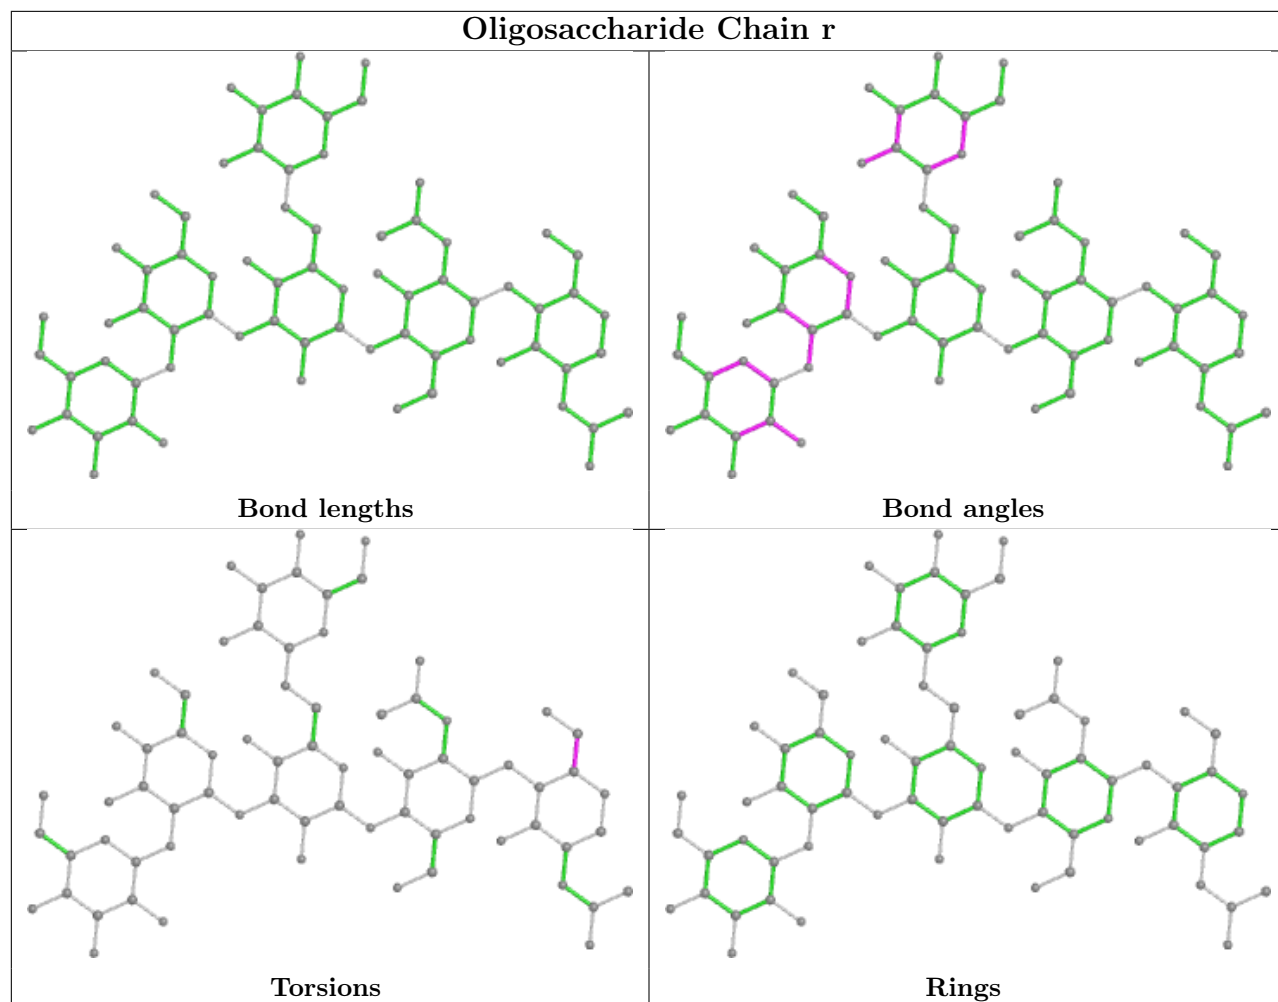 Oligosaccharide Chain r
Bond lengths
Bond angles
Torsions
Rings